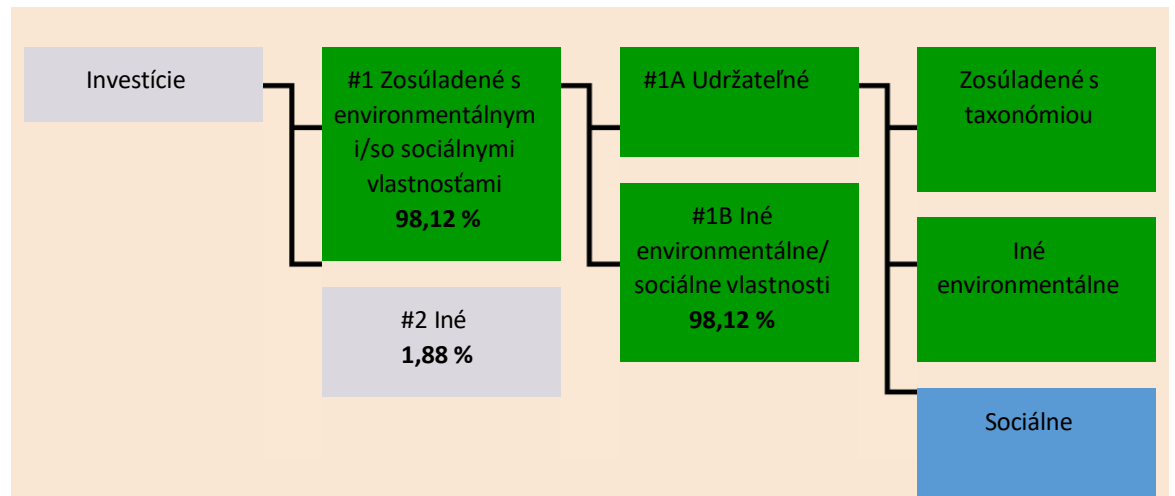 Investície
#1 Zosúladené s
environmentálnym
i/so sociálnymi
vlastnosťami
98,12 %
#2 Iné
1,88 %
#1A Udržateľné
#1B Iné
environmentálne/
sociálne vlastnosti
98,12 %
Zosúladené s
taxonómiou
Iné
environmentálne
Sociálne